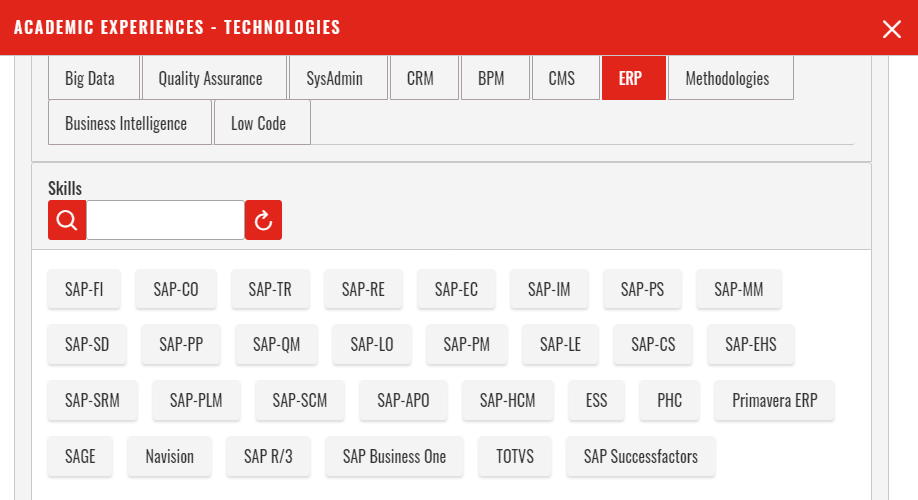 ACADEMIC EXPERIENCES - TECHNOLOGIES
Big Data Quality Assurance SysAdmin CRM BPM CMS ERP Methodologies
Business Intelligence Low Code
Skills
SAP-FI SAP-CO SAP-TR SAP-RE SAP-EC SAP-IM SAP-PS SAP-MM
SAP-SD SAP-PP SAP-QM SAP-LO SAP-PM SAP-LE SAP-CS SAP-EHS
SAP-SRM SAP-PLM SAP-SCM SAP-APO SAP-HCM ESS PHC Primavera ERP
SAGE Navision SAP R/3 SAP Business One TOTVS SAP Successfactors